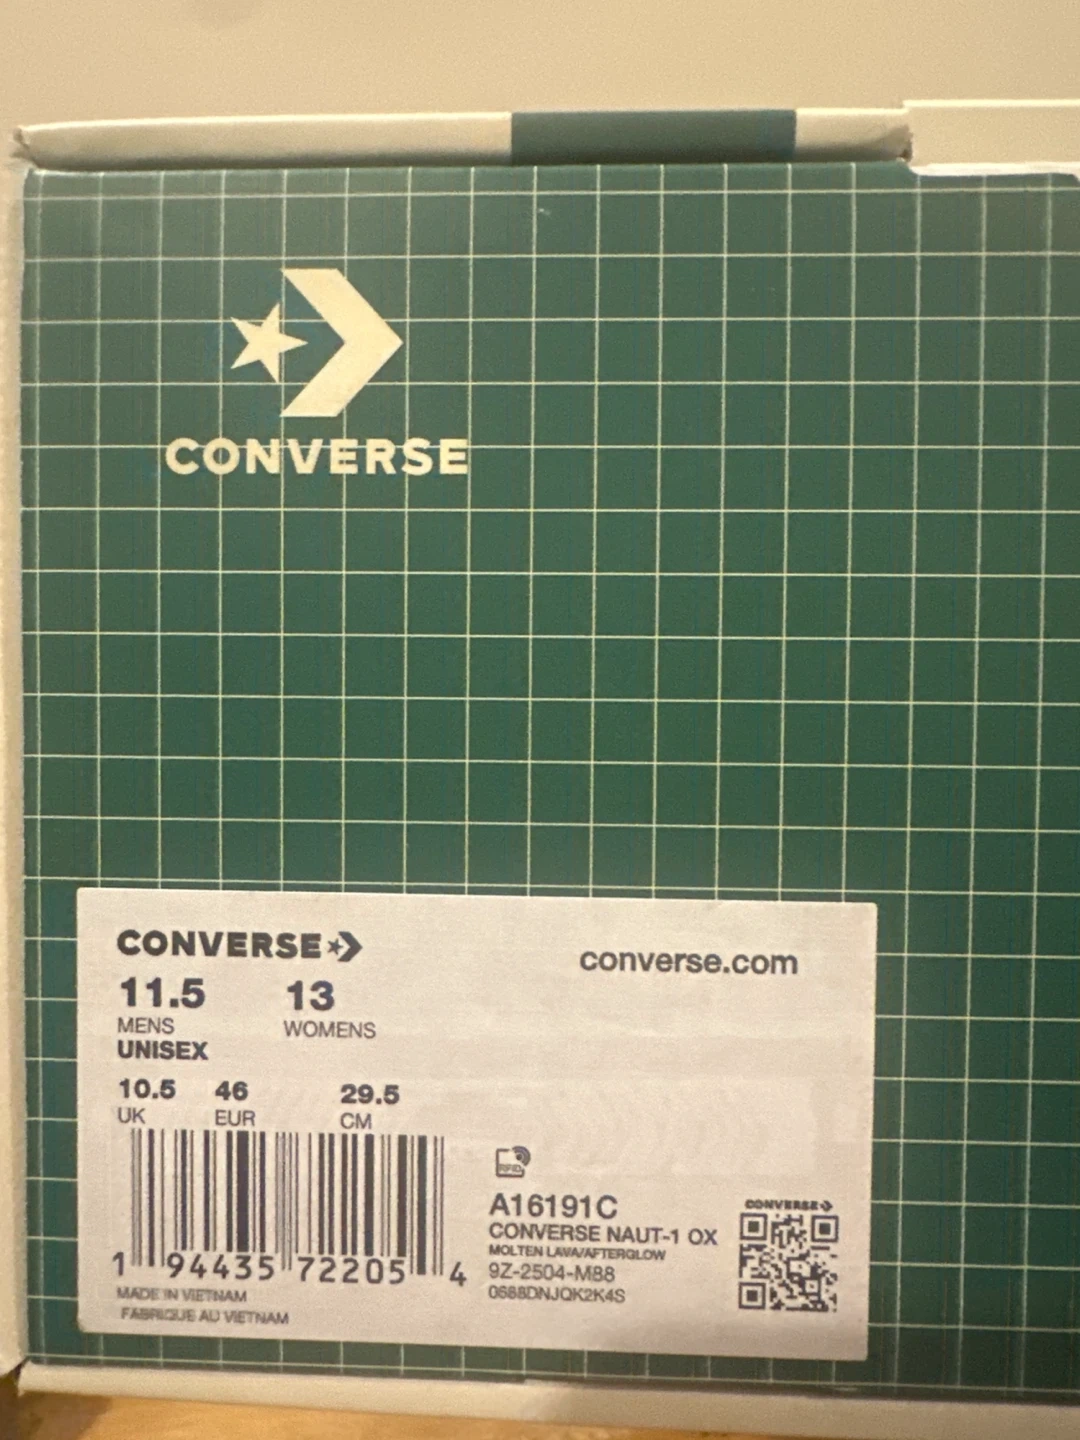 CONVERSE
CONVERSE
converse.com
11.5 13
MENS WOMENS
UNISEX
10.5 46 29.5
UK EUR CM
RFID
A16191C
CONVERSE NAUT-1 OX
MOLTEN LAVA/AFTERGLOW
9Z-2504-M88
0688DNJQK2K4S
CONVERSE
1 94435 72205 4
MADE IN VIETNAM
FABRIQUE AU VIETNAM